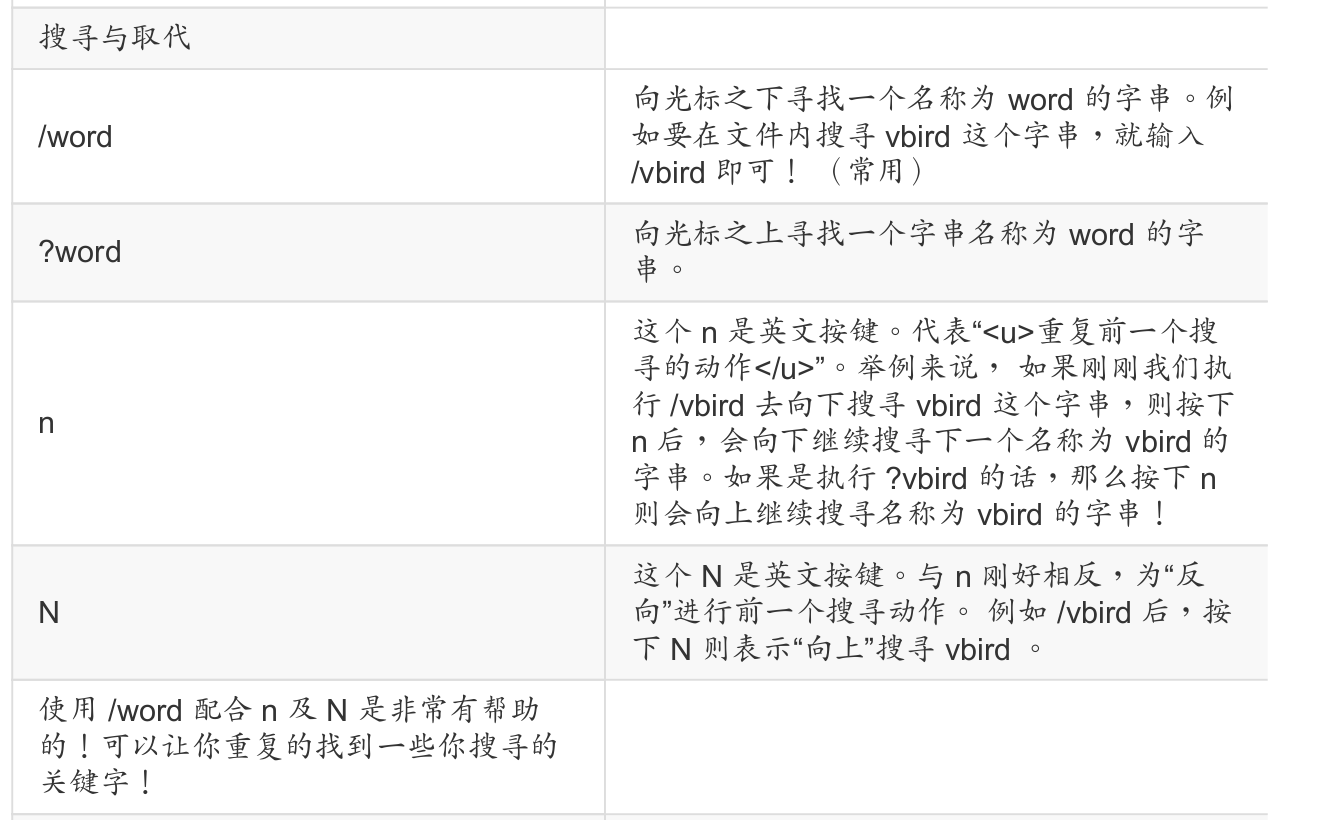 搜寻与取代
/word
向光标之下寻找一个名称为 word 的字串。例
如要在文件内搜寻 vbird 这个字串，就输入
/vbird 即可！ （常用）
?word
向光标之上寻找一个字串名称为 word 的字
串。
n
这个 n 是英文按键。代表“<u>重复前一个搜
寻的动作</u>”。举例来说， 如果刚刚我们执
行 /vbird 去向下搜寻 vbird 这个字串，则按下
n 后，会向下继续搜寻下一个名称为 vbird 的
字串。如果是执行 ?vbird 的话，那么按下 n
则会向上继续搜寻名称为 vbird 的字串！
N
这个 N 是英文按键。与 n 刚好相反，为“反
向”进行前一个搜寻动作。 例如 /vbird 后，按
下 N 则表示“向上”搜寻 vbird 。
使用 /word 配合 n 及 N 是非常有帮助
的！可以让你重复的找到一些你搜寻的
关键字！